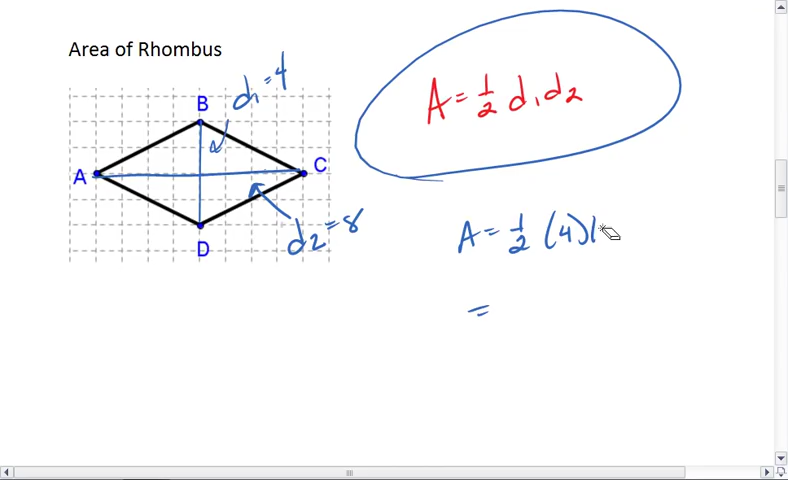 Area of Rhombus
d₁=4
A=½ d₁d₂
B
A
C
D
d2=8
A=½ (4)(
=